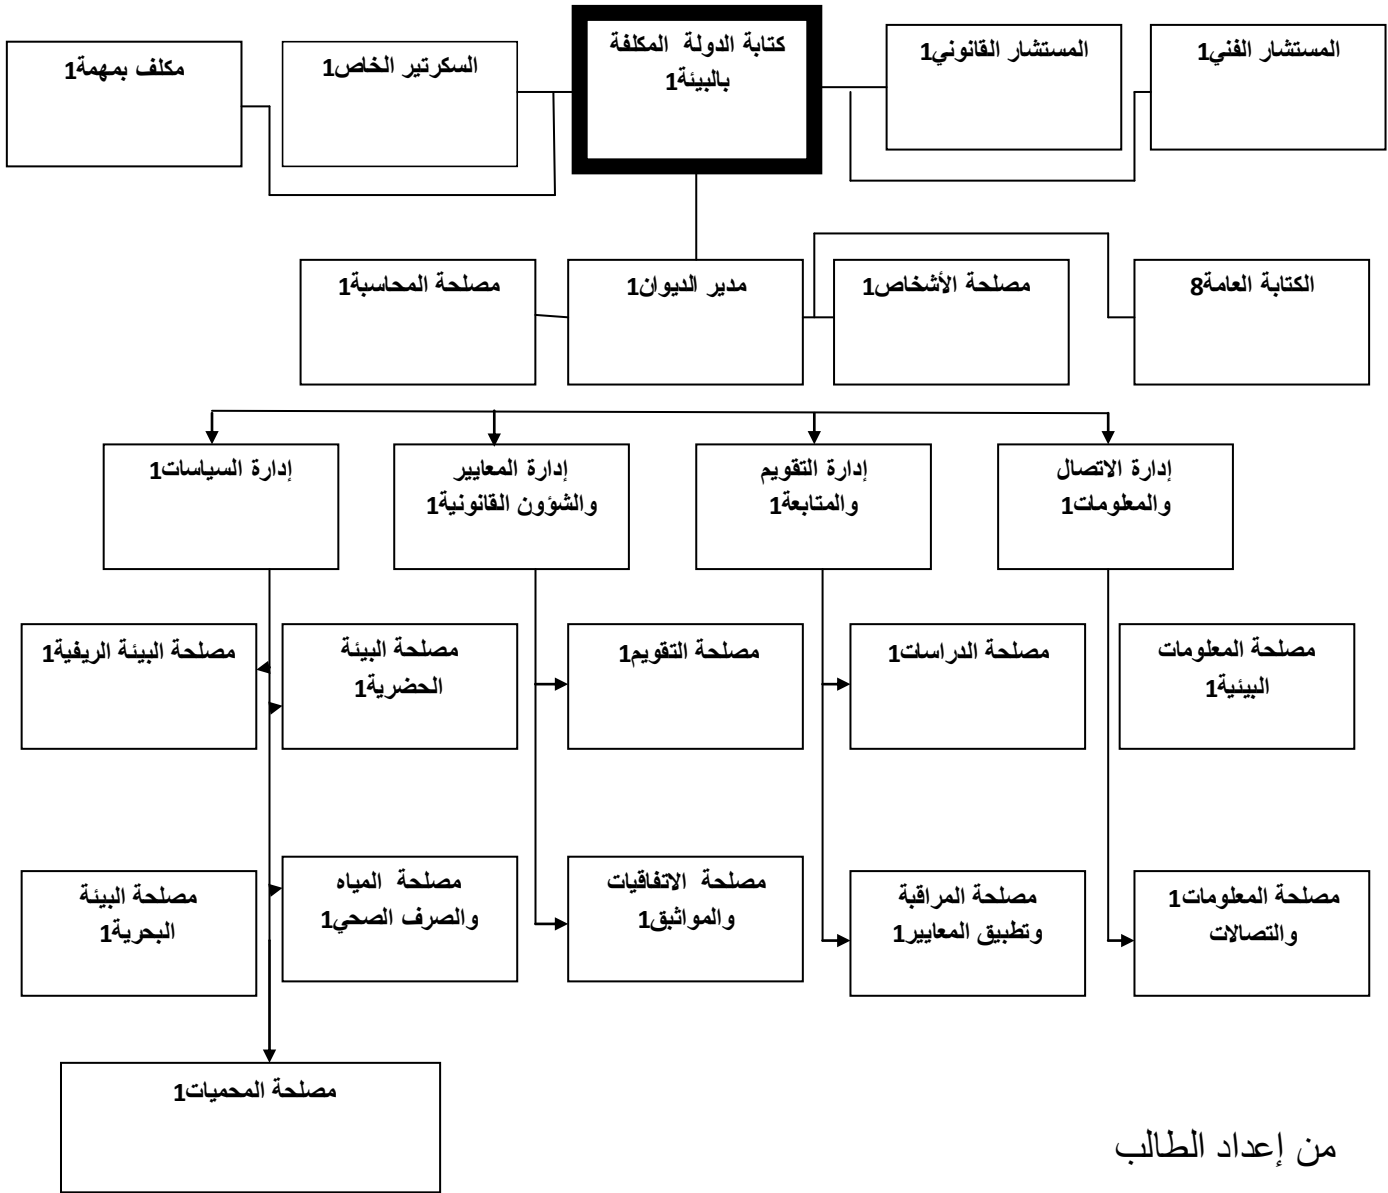 المستشار الفني1
المستشار القانوني1
كتابة الدولة المكلفة
بالبيئة1
السكرتير الخاص1
مكلف بمهمة1
الكتابة العامة8
مصلحة الأشخاص1
مدير الديوان1
مصلحة المحاسبة1
إدارة الاتصال
والمعلومات1
إدارة التقويم
والمتابعة1
إدارة المعايير
والشؤون القانونية1
إدارة السياسات1
مصلحة المعلومات
البيئية1
مصلحة الدراسات1
مصلحة التقويم1
مصلحة البيئة
الحضرية1
مصلحة البيئة الريفية1
مصلحة المعلومات1
والتصالات
مصلحة المراقبة
وتطبيق المعايير1
مصلحة الاتفاقيات
والمواثبق1
مصلحة المياه
والصرف الصحي1
مصلحة البيئة
البحرية1
مصلحة المحميات1
من إعداد الطالب